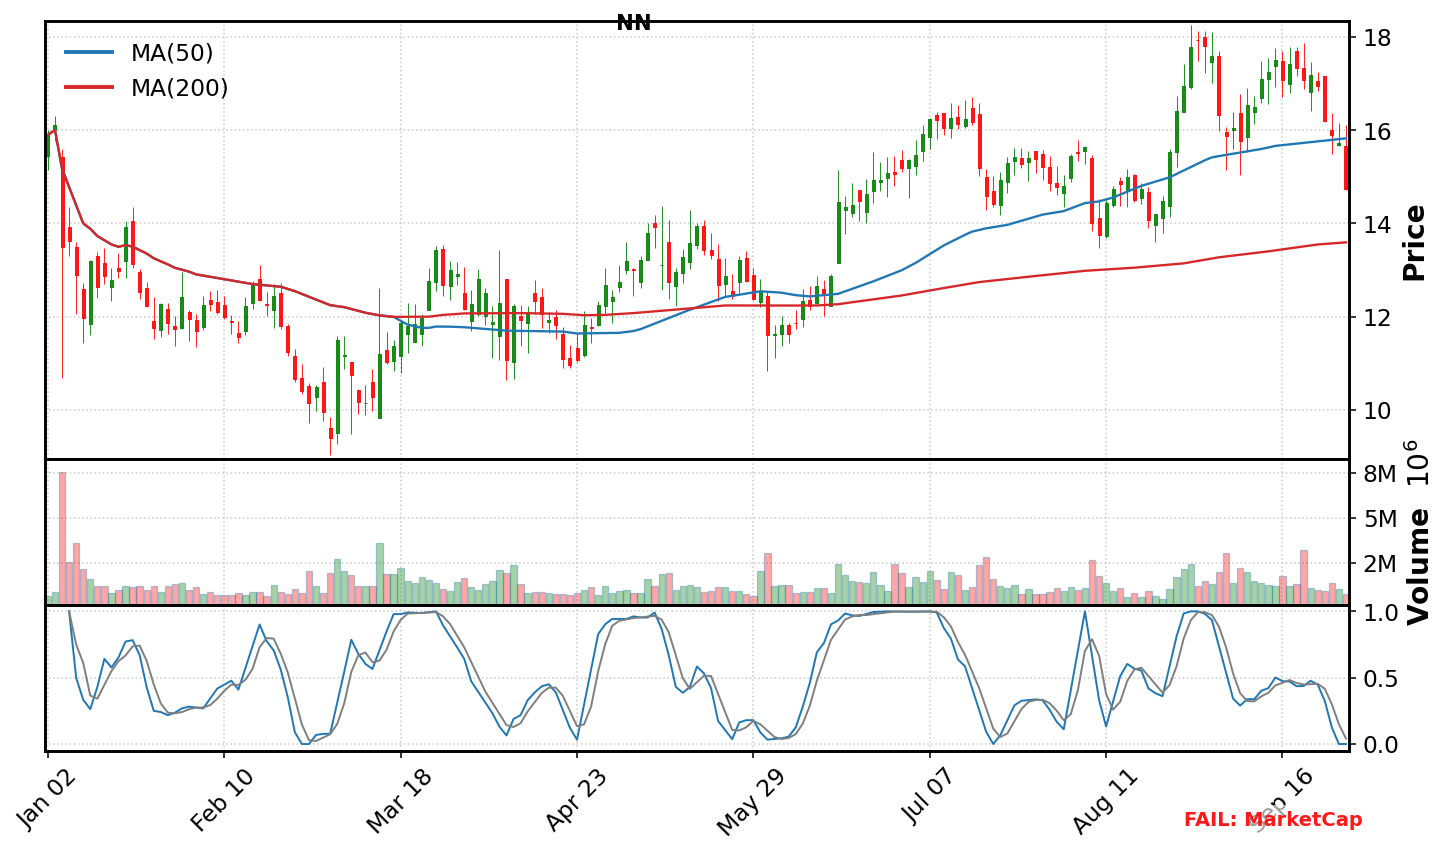 NN
MA(50)
MA(200)
18
16
14
12
10
Price
8M
5M
2M
Volume 10⁶
1.0
0.5
0.0
Jan 02
Feb 10
Mar 18
Apr 23
May 29
Jul 07
Aug 11
Sep 16
FAIL: MarketCap